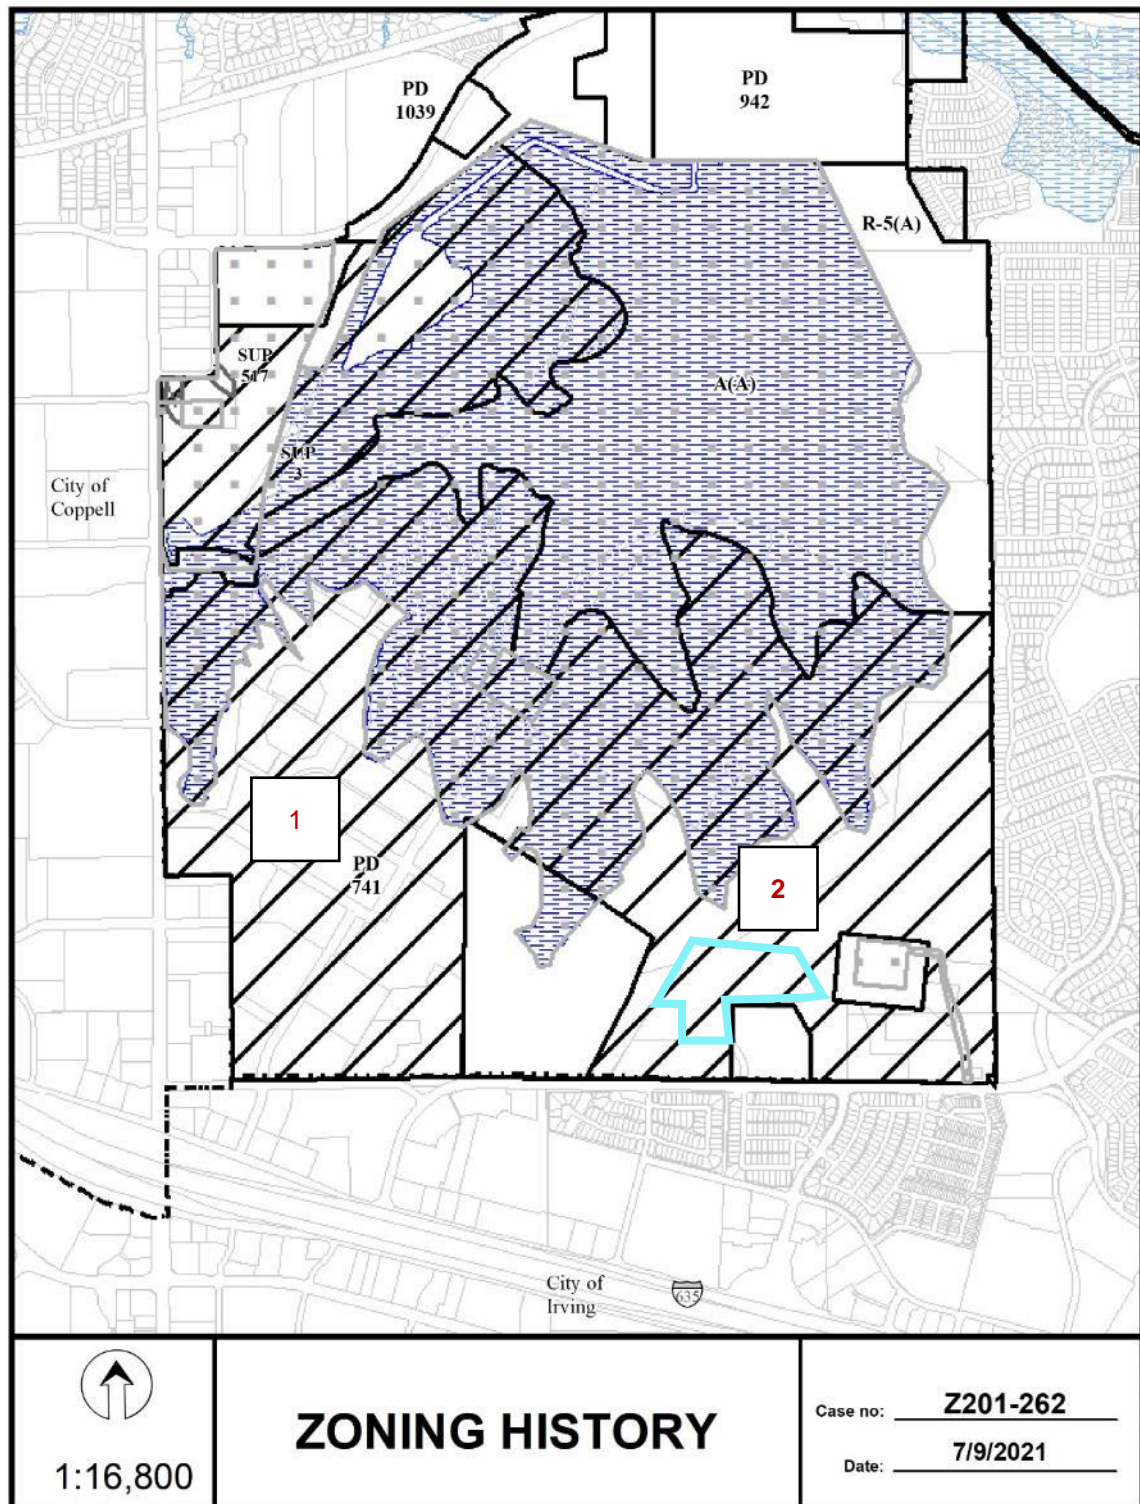 PD
1039
PD
942
R-5(A)
SUP
517
A(A)
SUP
3
City of
Coppell
1
PD
741
2
City of
Irving
635
1:16,800
ZONING HISTORY
Case no: Z201-262
Date: 7/9/2021